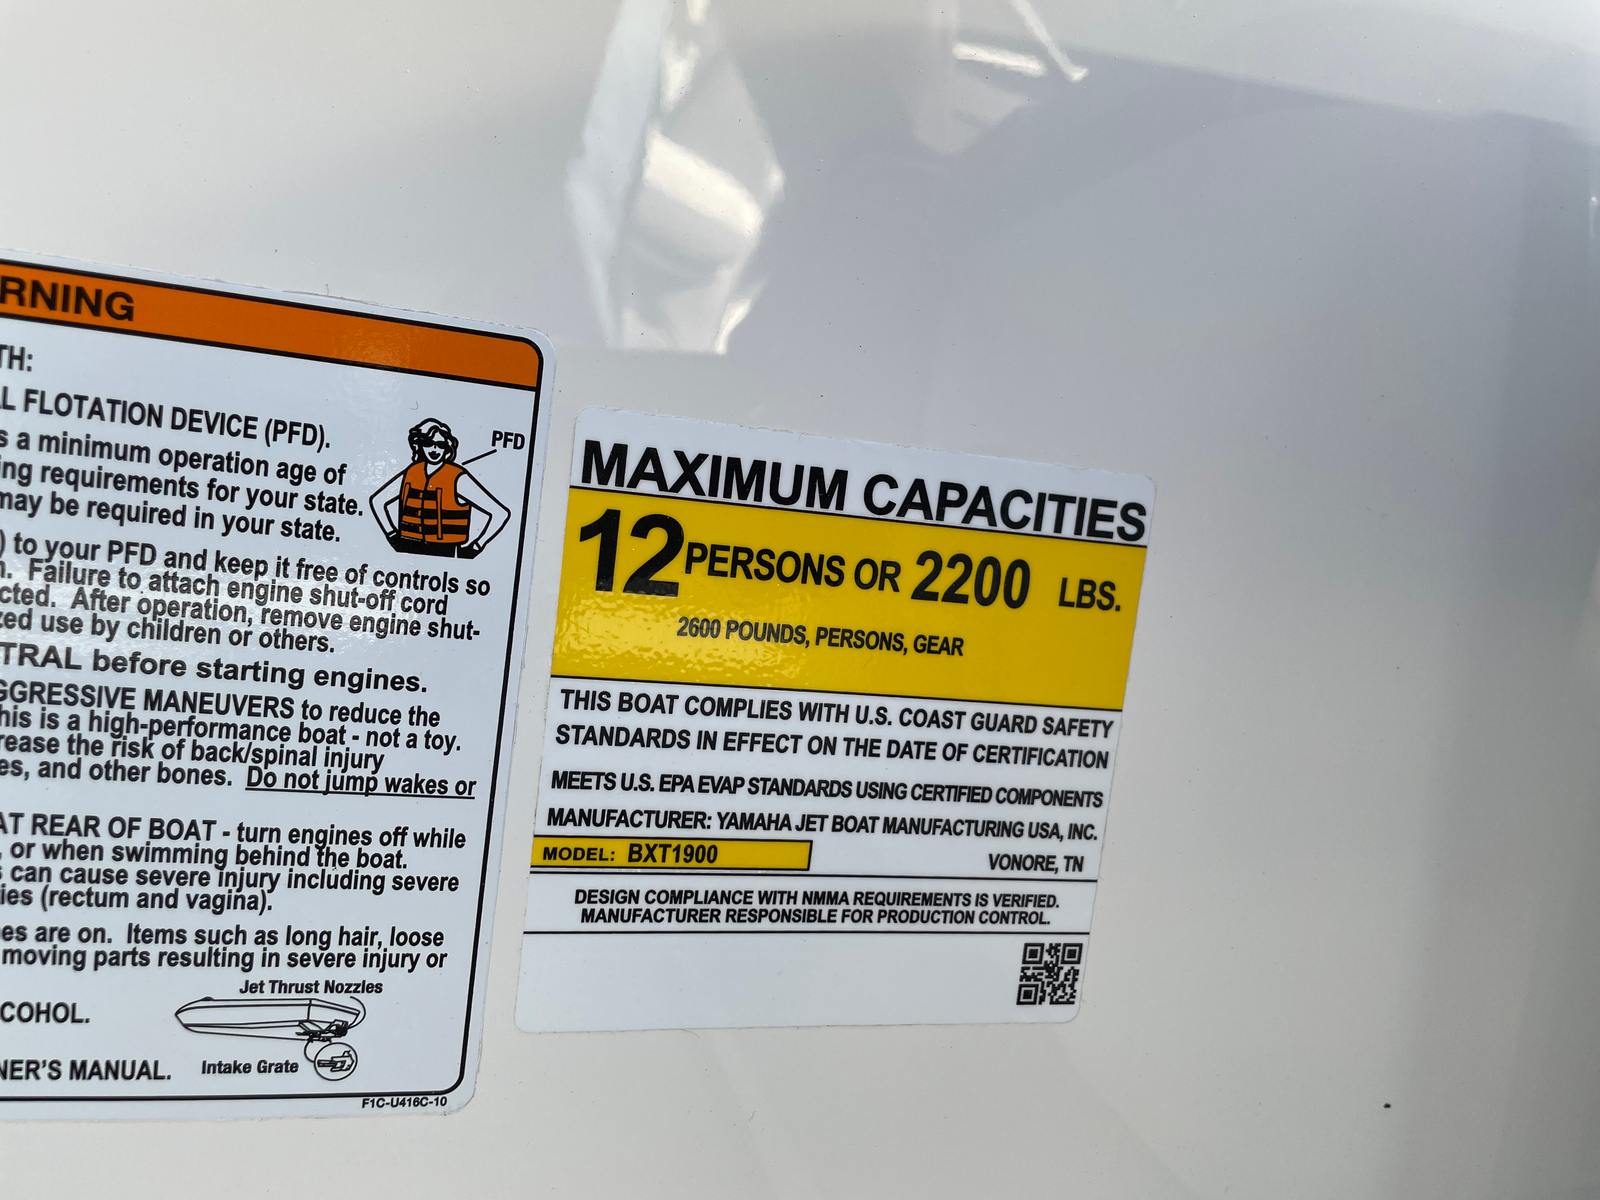 RNING
TH:
L FLOTATION DEVICE (PFD).
s a minimum operation age of
ing requirements for your state.
may be required in your state.
PFD
) to your PFD and keep it free of controls so
. Failure to attach engine shut-off cord
cted. After operation, remove engine shut-
zed use by children or others.
TRAL before starting engines.
GGRESSIVE MANEUVERS to reduce the
his is a high-performance boat - not a toy.
rease the risk of back/spinal injury
es, and other bones. Do not jump wakes or
AT REAR OF BOAT - turn engines off while
, or when swimming behind the boat.
s can cause severe injury including severe
ies (rectum and vagina).
es are on. Items such as long hair, loose
moving parts resulting in severe injury or
Jet Thrust Nozzles
COHOL.
Intake Grate
NER'S MANUAL.
F1C-U416C-10
MAXIMUM CAPACITIES
12 PERSONS OR 2200 LBS.
2600 POUNDS, PERSONS, GEAR
THIS BOAT COMPLIES WITH U.S. COAST GUARD SAFETY
STANDARDS IN EFFECT ON THE DATE OF CERTIFICATION
MEETS U.S. EPA EVAP STANDARDS USING CERTIFIED COMPONENTS
MANUFACTURER: YAMAHA JET BOAT MANUFACTURING USA, INC.
MODEL: BXT1900 VONORE, TN
DESIGN COMPLIANCE WITH NMMA REQUIREMENTS IS VERIFIED.
MANUFACTURER RESPONSIBLE FOR PRODUCTION CONTROL.